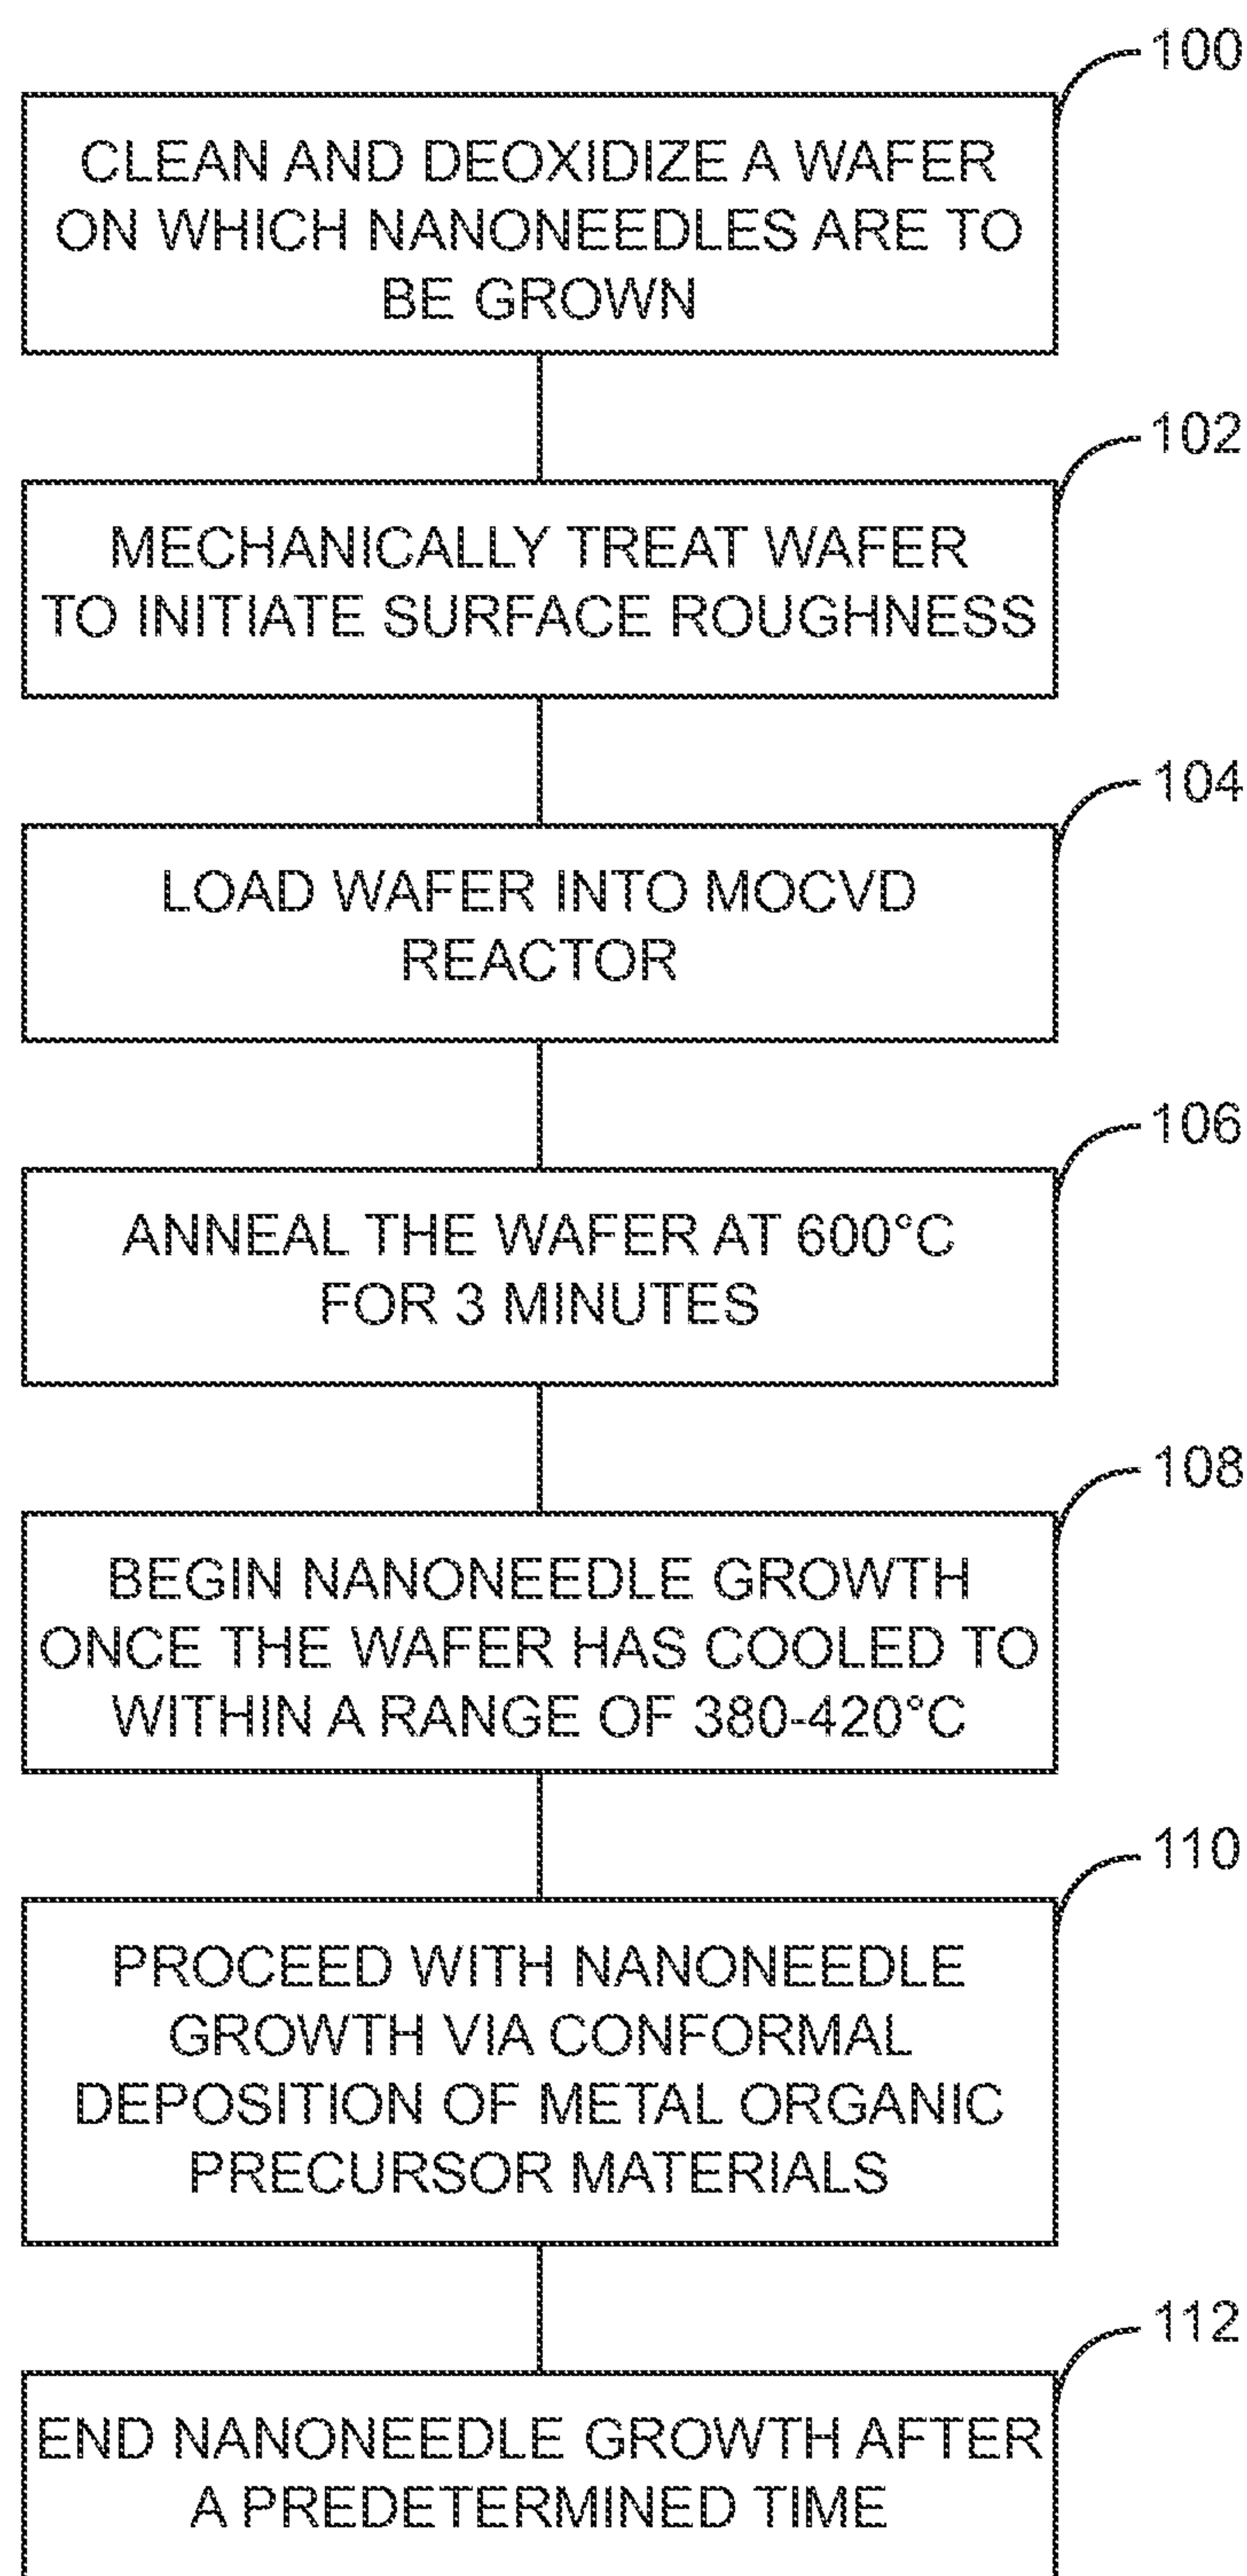 100
CLEAN AND DEOXIDIZE A WAFER
ON WHICH NANONEEDLES ARE TO
BE GROWN
102
MECHANICALLY TREAT WAFER
TO INITIATE SURFACE ROUGHNESS
104
LOAD WAFER INTO MOCVD
REACTOR
106
ANNEAL THE WAFER AT 600°C
FOR 3 MINUTES
108
BEGIN NANONEEDLE GROWTH
ONCE THE WAFER HAS COOLED TO
WITHIN A RANGE OF 380-420°C
110
PROCEED WITH NANONEEDLE
GROWTH VIA CONFORMAL
DEPOSITION OF METAL ORGANIC
PRECURSOR MATERIALS
112
END NANONEEDLE GROWTH AFTER
A PREDETERMINED TIME